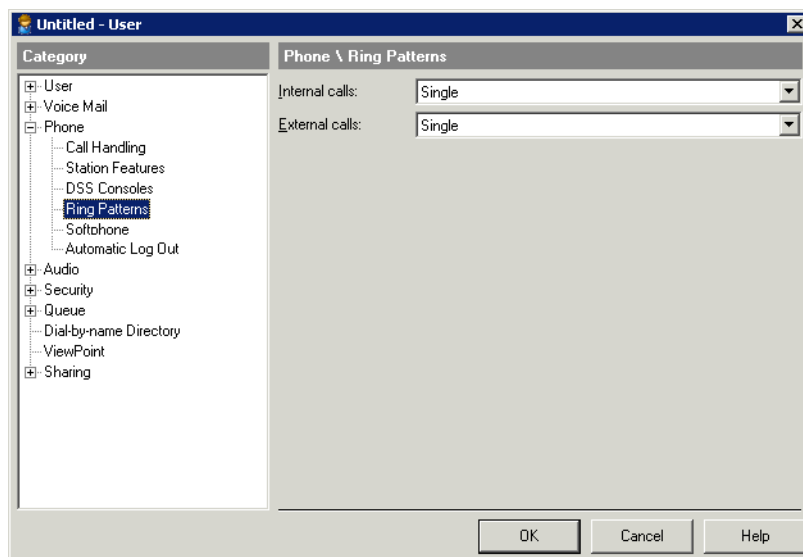 Untitled - User
Category
User
Voice Mail
Phone
Call Handling
Station Features
DSS Consoles
Ring Patterns
Softphone
Automatic Log Out
Audio
Security
Queue
Dial-by-name Directory
ViewPoint
Sharing
Phone \ Ring Patterns
Internal calls: Single
External calls: Single
OK Cancel Help